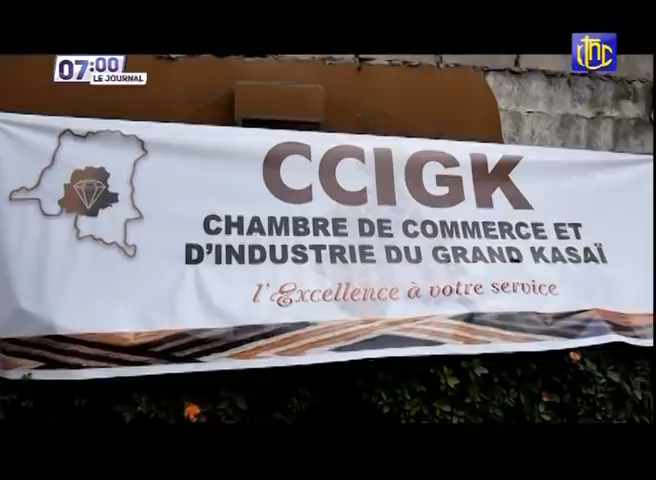 07:00
LE JOURNAL
rtnc
CCIGK
CHAMBRE DE COMMERCE ET
D'INDUSTRIE DU GRAND KASAÏ
l'Excellence à votre service